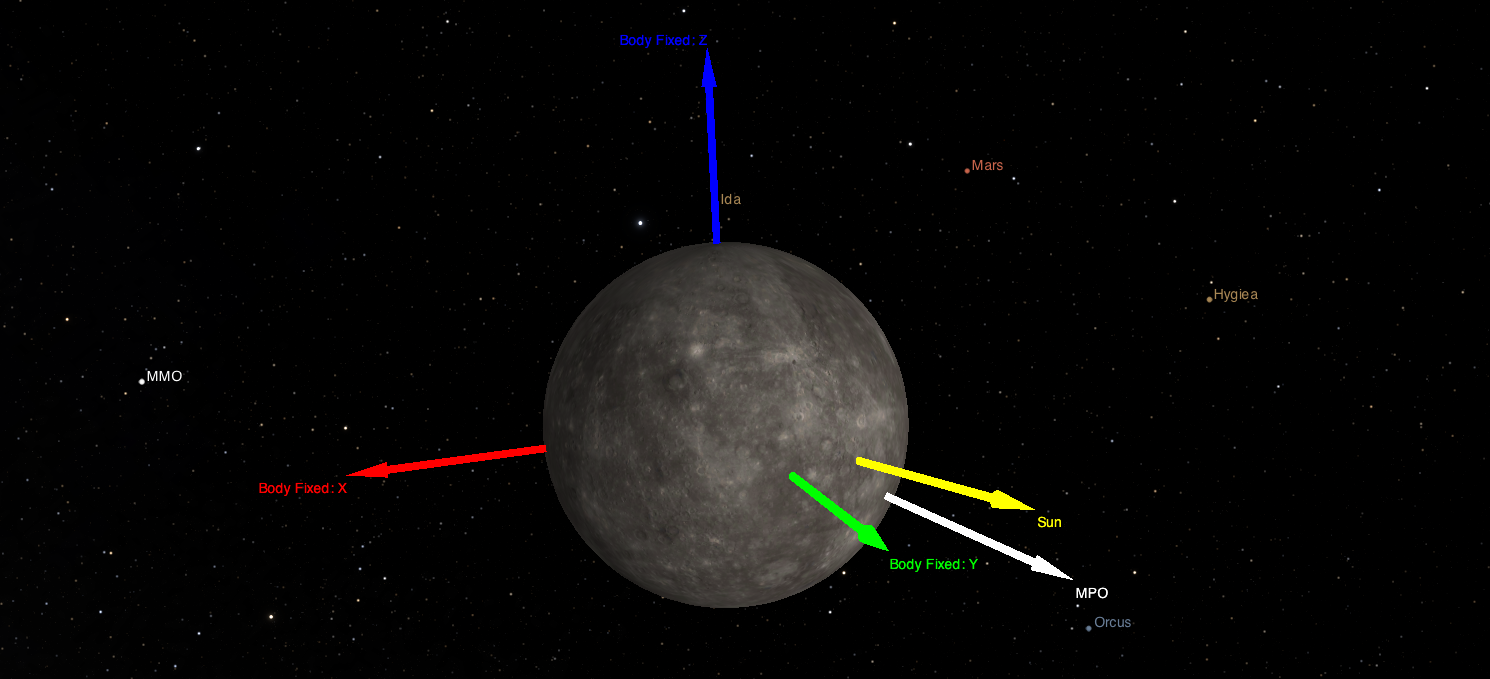 Body Fixed: Z
Mars
Ida
Hygiea
MMO
Body Fixed: X
Sun
Body Fixed: Y
MPO
Orcus